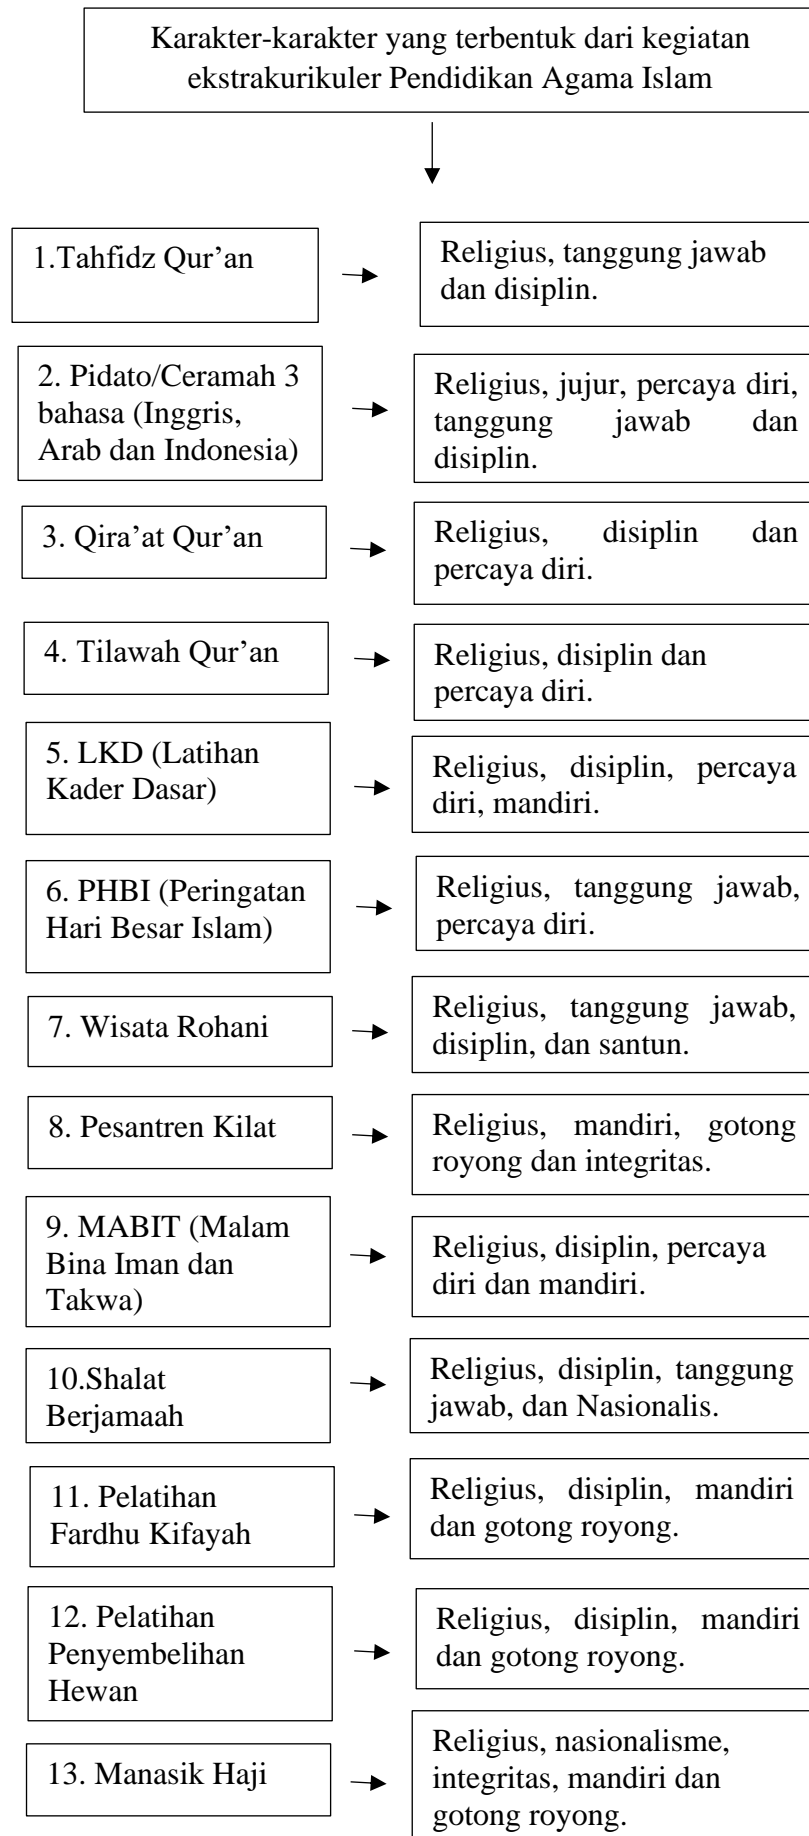 Karakter-karakter yang terbentuk dari kegiatan
ekstrakurikuler Pendidikan Agama Islam
1.Tahfidz Qur’an
Religius, tanggung jawab
dan disiplin.
2. Pidato/Ceramah 3
bahasa (Inggris,
Arab dan Indonesia)
Religius, jujur, percaya diri,
tanggung jawab dan
disiplin.
3. Qira’at Qur’an
Religius, disiplin dan
percaya diri.
4. Tilawah Qur’an
Religius, disiplin dan
percaya diri.
5. LKD (Latihan
Kader Dasar)
Religius, disiplin, percaya
diri, mandiri.
6. PHBI (Peringatan
Hari Besar Islam)
Religius, tanggung jawab,
percaya diri.
7. Wisata Rohani
Religius, tanggung jawab,
disiplin, dan santun.
8. Pesantren Kilat
Religius, mandiri, gotong
royong dan integritas.
9. MABIT (Malam
Bina Iman dan
Takwa)
Religius, disiplin, percaya
diri dan mandiri.
10.Shalat
Berjamaah
Religius, disiplin, tanggung
jawab, dan Nasionalis.
11. Pelatihan
Fardhu Kifayah
Religius, disiplin, mandiri
dan gotong royong.
12. Pelatihan
Penyembelihan
Hewan
Religius, disiplin, mandiri
dan gotong royong.
13. Manasik Haji
Religius, nasionalisme,
integritas, mandiri dan
gotong royong.